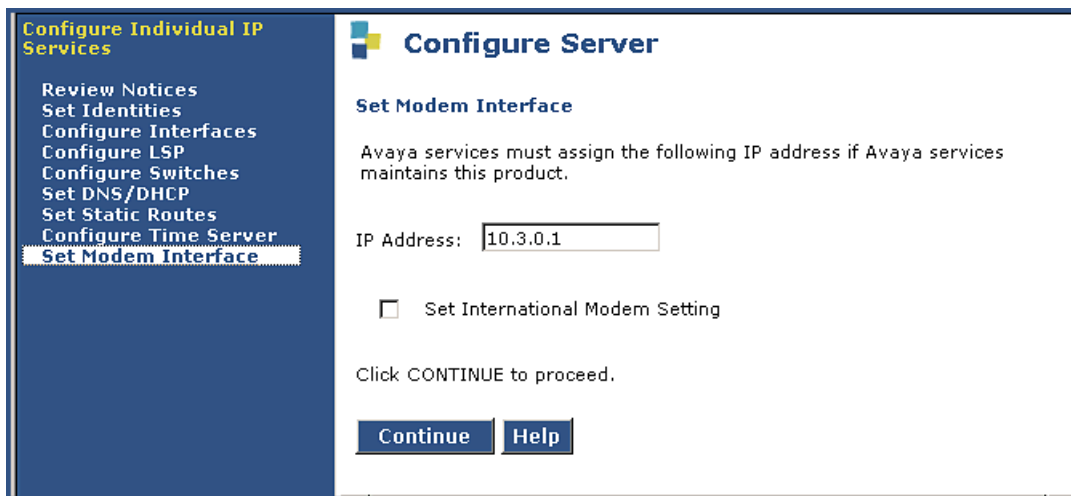 Configure Individual IP
Services
Review Notices
Set Identities
Configure Interfaces
Configure LSP
Configure Switches
Set DNS/DHCP
Set Static Routes
Configure Time Server
Set Modem Interface
Configure Server
Set Modem Interface
Avaya services must assign the following IP address if Avaya services
maintains this product.
IP Address: 10.3.0.1
Set International Modem Setting
Click CONTINUE to proceed.
Continue Help